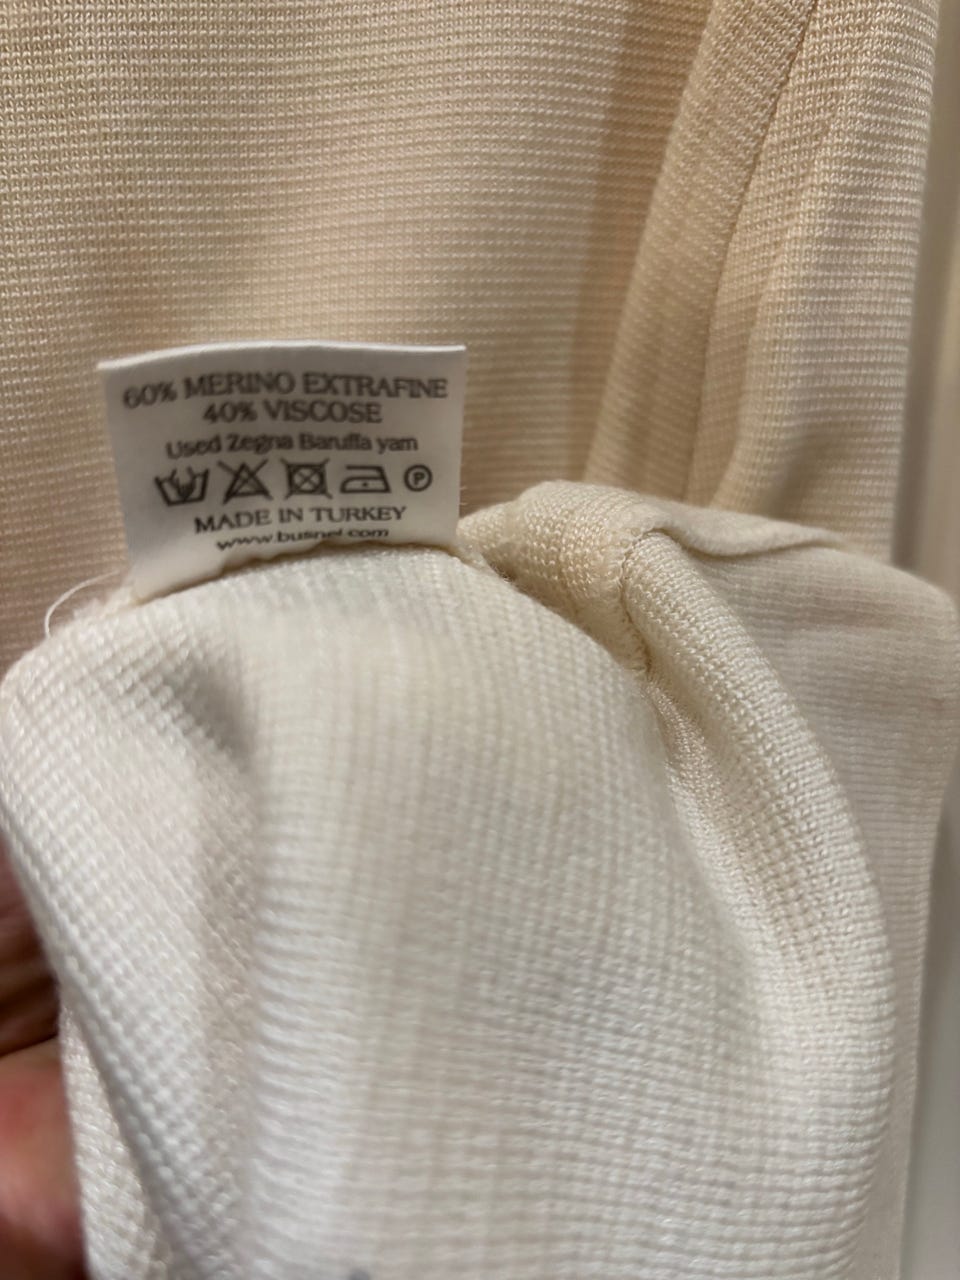 60% MERINO EXTRAFINE
40% VISCOSE
Used Zegna Baruffa yarn
P
MADE IN TURKEY
www.busnel.com